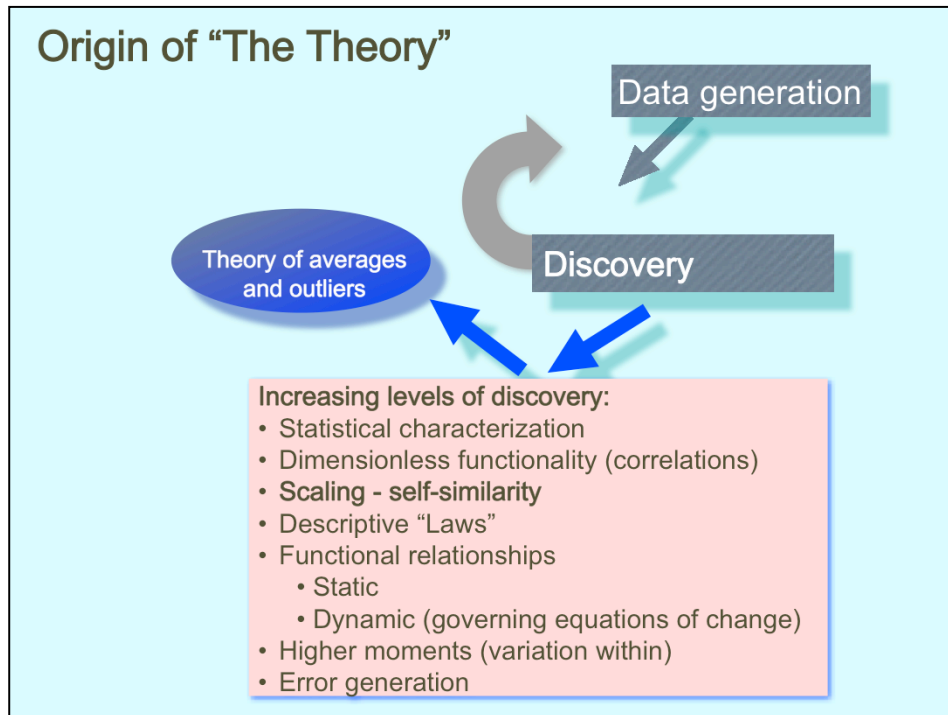 Origin of “The Theory”
Data generation
Discovery
Theory of averages
and outliers
Increasing levels of discovery:
• Statistical characterization
• Dimensionless functionality (correlations)
• Scaling - self-similarity
• Descriptive “Laws”
• Functional relationships
• Static
• Dynamic (governing equations of change)
• Higher moments (variation within)
• Error generation